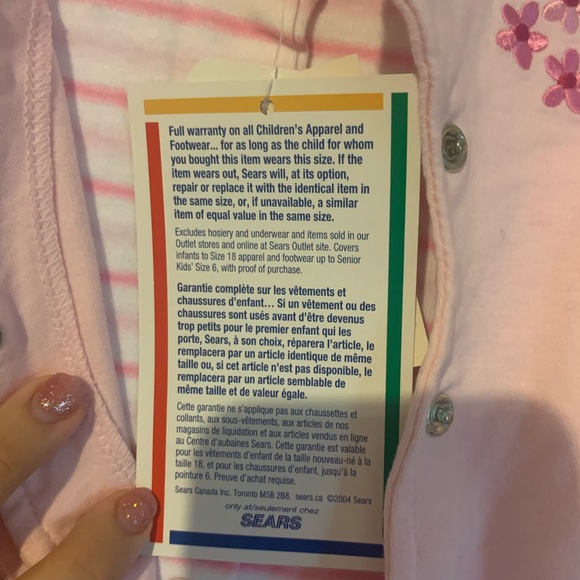 Full warranty on all Children's Apparel and
Footwear... for as long as the child for whom
you bought this item wears this size. If the
item wears out, Sears will, at its option,
repair or replace it with the identical item in
the same size, or, if unavailable, a similar
item of equal value in the same size.
Excludes hosiery and underwear and items sold in our
Outlet stores and online at Sears Outlet site. Covers
infants to Size 18 apparel and footwear up to Senior
Kids' Size 6, with proof of purchase.
Garantie complète sur les vêtements et
chaussures d'enfant... Si un vêtement ou des
chaussures sont usés avant d'être devenus
trop petits pour le premier enfant qui les
porte, Sears, à son choix, réparera l'article, le
remplacera par un article identique de même
taille ou, si cet article n'est pas disponible, le
remplacera par un article semblable de
même taille et de valeur égale.
Cette garantie ne s'applique pas aux chaussettes et
collants, aux sous-vêtements, aux articles de nos
magasins de liquidation et aux articles vendus en ligne
au Centre d'aubaines Sears. Cette garantie est valable
pour les vêtements d'enfant de la taille nouveau-né à la
taille 18, et pour les chaussures d'enfant, jusqu'à la
pointure 6. Preuve d'achat requise.
Sears Canada Inc. Toronto M5B 2B8. sears.ca ©2004 Sears
only at/seulement chez
SEARS